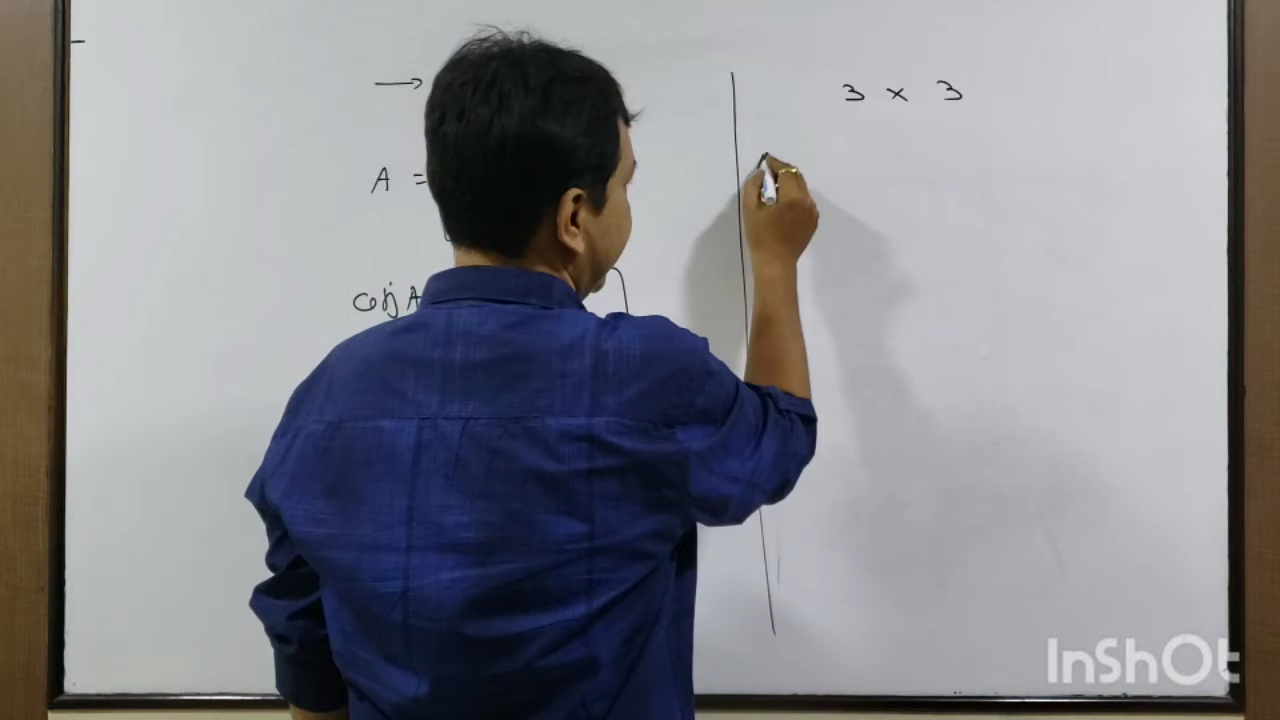 →
3 × 3
A =
Conj A
InShOt